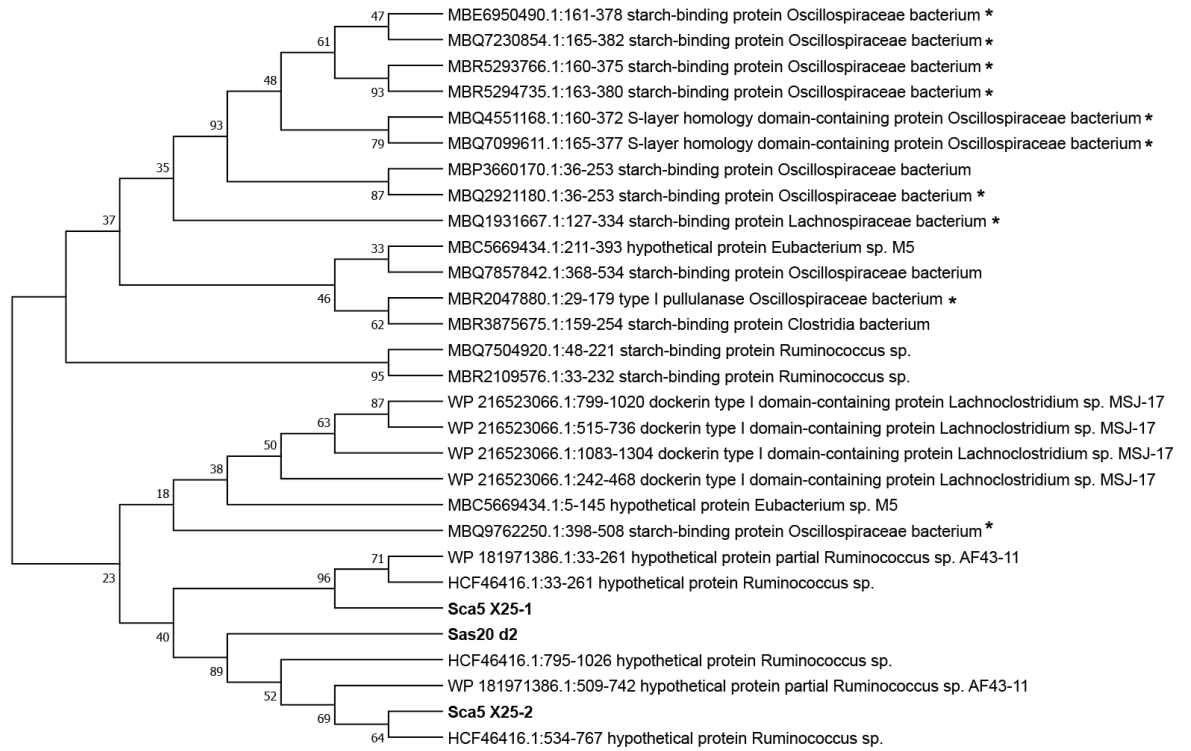 MBE6950490.1:161-378 starch-binding protein Oscillospiraceae bacterium *
47
MBQ7230854.1:165-382 starch-binding protein Oscillospiraceae bacterium *
61
MBR5293766.1:160-375 starch-binding protein Oscillospiraceae bacterium *
48
MBR5294735.1:163-380 starch-binding protein Oscillospiraceae bacterium *
93
MBQ4551168.1:160-372 S-layer homology domain-containing protein Oscillospiraceae bacterium *
93
MBQ7099611.1:165-377 S-layer homology domain-containing protein Oscillospiraceae bacterium *
79
MBP3660170.1:36-253 starch-binding protein Oscillospiraceae bacterium
35
MBQ2921180.1:36-253 starch-binding protein Oscillospiraceae bacterium *
87
MBQ1931667.1:127-334 starch-binding protein Lachnospiraceae bacterium *
37
MBC5669434.1:211-393 hypothetical protein Eubacterium sp. M5
33
MBQ7857842.1:368-534 starch-binding protein Oscillospiraceae bacterium
46
MBR2047880.1:29-179 type I pullulanase Oscillospiraceae bacterium *
62
MBR3875675.1:159-254 starch-binding protein Clostridia bacterium
MBQ7504920.1:48-221 starch-binding protein Ruminococcus sp.
95
MBR2109576.1:33-232 starch-binding protein Ruminococcus sp.
WP 216523066.1:799-1020 dockerin type I domain-containing protein Lachnoclostridium sp. MSJ-17
87
WP 216523066.1:515-736 dockerin type I domain-containing protein Lachnoclostridium sp. MSJ-17
63
WP 216523066.1:1083-1304 dockerin type I domain-containing protein Lachnoclostridium sp. MSJ-17
50
WP 216523066.1:242-468 dockerin type I domain-containing protein Lachnoclostridium sp. MSJ-17
38
MBC5669434.1:5-145 hypothetical protein Eubacterium sp. M5
18
MBQ9762250.1:398-508 starch-binding protein Oscillospiraceae bacterium *
WP 181971386.1:33-261 hypothetical protein partial Ruminococcus sp. AF43-11
71
HCF46416.1:33-261 hypothetical protein Ruminococcus sp.
96
23
Sca5 X25-1
Sas20 d2
40
HCF46416.1:795-1026 hypothetical protein Ruminococcus sp.
89
WP 181971386.1:509-742 hypothetical protein partial Ruminococcus sp. AF43-11
52
Sca5 X25-2
69
HCF46416.1:534-767 hypothetical protein Ruminococcus sp.
64